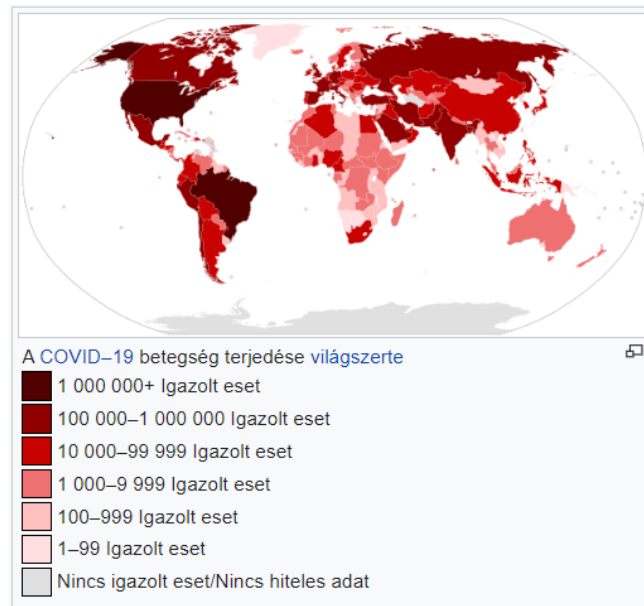 A COVID–19 betegség terjedése világszerte
1 000 000+ Igazolt eset
100 000–1 000 000 Igazolt eset
10 000–99 999 Igazolt eset
1 000–9 999 Igazolt eset
100–999 Igazolt eset
1–99 Igazolt eset
Nincs igazolt eset/Nincs hiteles adat